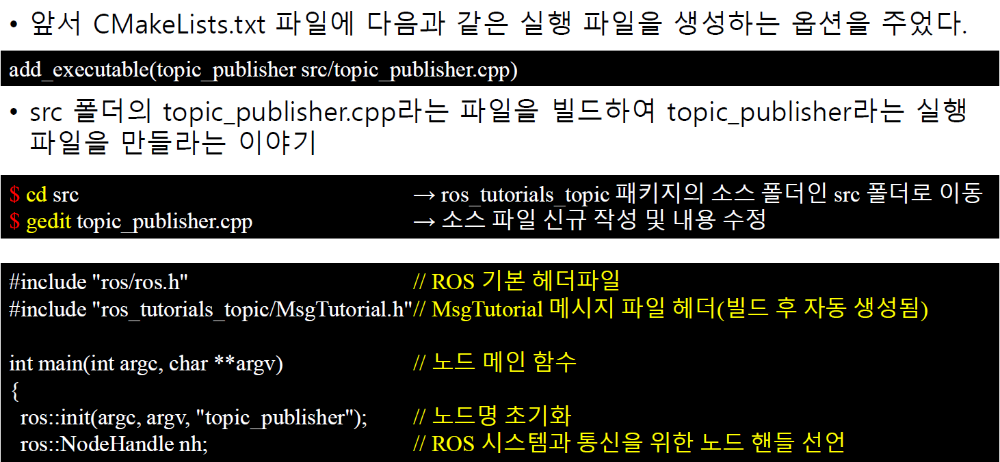 • 앞서 CMakeLists.txt 파일에 다음과 같은 실행 파일을 생성하는 옵션을 주었다.
add_executable(topic_publisher src/topic_publisher.cpp)
• src 폴더의 topic_publisher.cpp라는 파일을 빌드하여 topic_publisher라는 실행
파일을 만들라는 이야기
$ cd src → ros_tutorials_topic 패키지의 소스 폴더인 src 폴더로 이동
$ gedit topic_publisher.cpp → 소스 파일 신규 작성 및 내용 수정
#include "ros/ros.h" // ROS 기본 헤더파일
#include "ros_tutorials_topic/MsgTutorial.h"// MsgTutorial 메시지 파일 헤더(빌드 후 자동 생성됨)
int main(int argc, char **argv) // 노드 메인 함수
{
ros::init(argc, argv, "topic_publisher"); // 노드명 초기화
ros::NodeHandle nh; // ROS 시스템과 통신을 위한 노드 핸들 선언